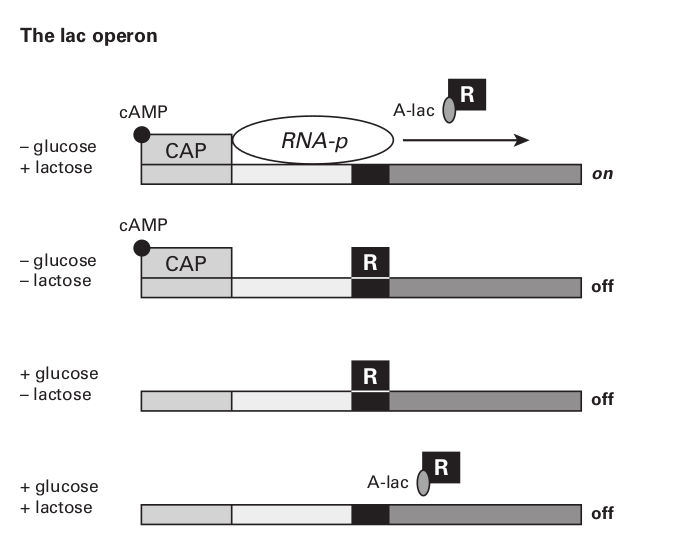 The lac operon
R
A-lac
cAMP
– glucose
+ lactose
CAP
RNA-p
on
cAMP
– glucose
– lactose
CAP
R
off
+ glucose
– lactose
R
off
+ glucose
+ lactose
A-lac
R
off